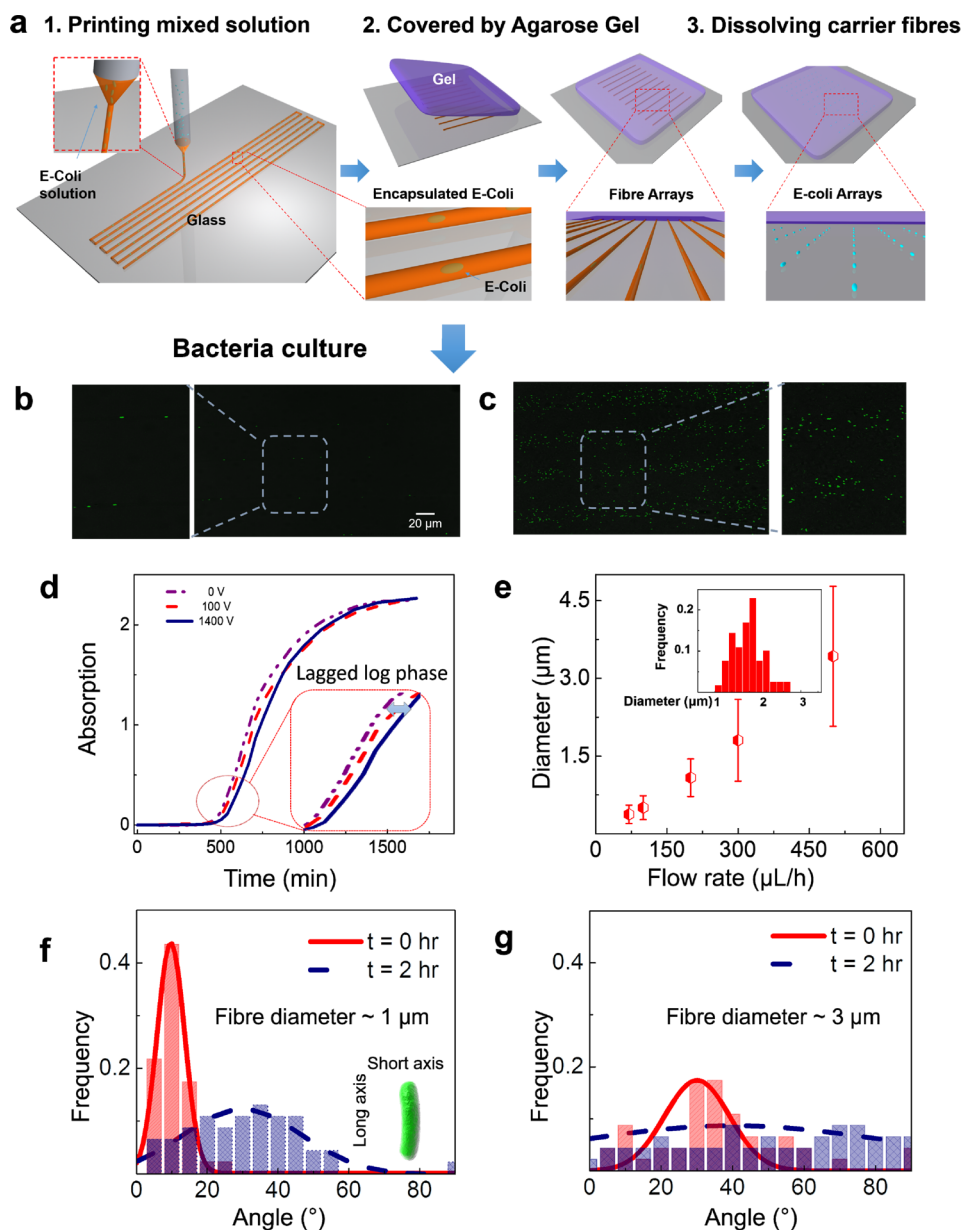 a
1. Printing mixed solution
2. Covered by Agarose Gel
3. Dissolving carrier fibres
E-Coli
solution
Glass
Gel
Encapsulated E-Coli
E-Coli
Fibre Arrays
E-coli Arrays
Bacteria culture
b
20 µm
c
d
0 V
100 V
1400 V
Lagged log phase
Absorption
2
1
0
0
500
1000
1500
Time (min)
e
Diameter (µm)
4.5
3.0
1.5
0
150
300
450
600
Flow rate (µL/h)
Frequency
0.2
0.1
Diameter (µm)
1
2
3
f
t = 0 hr
t = 2 hr
Fibre diameter ~ 1 µm
Short axis
Long axis
Frequency
0.4
0.2
0
20
40
60
80
Angle (°)
g
t = 0 hr
t = 2 hr
Fibre diameter ~ 3 µm
Frequency
0.4
0.2
0
20
40
60
80
Angle (°)